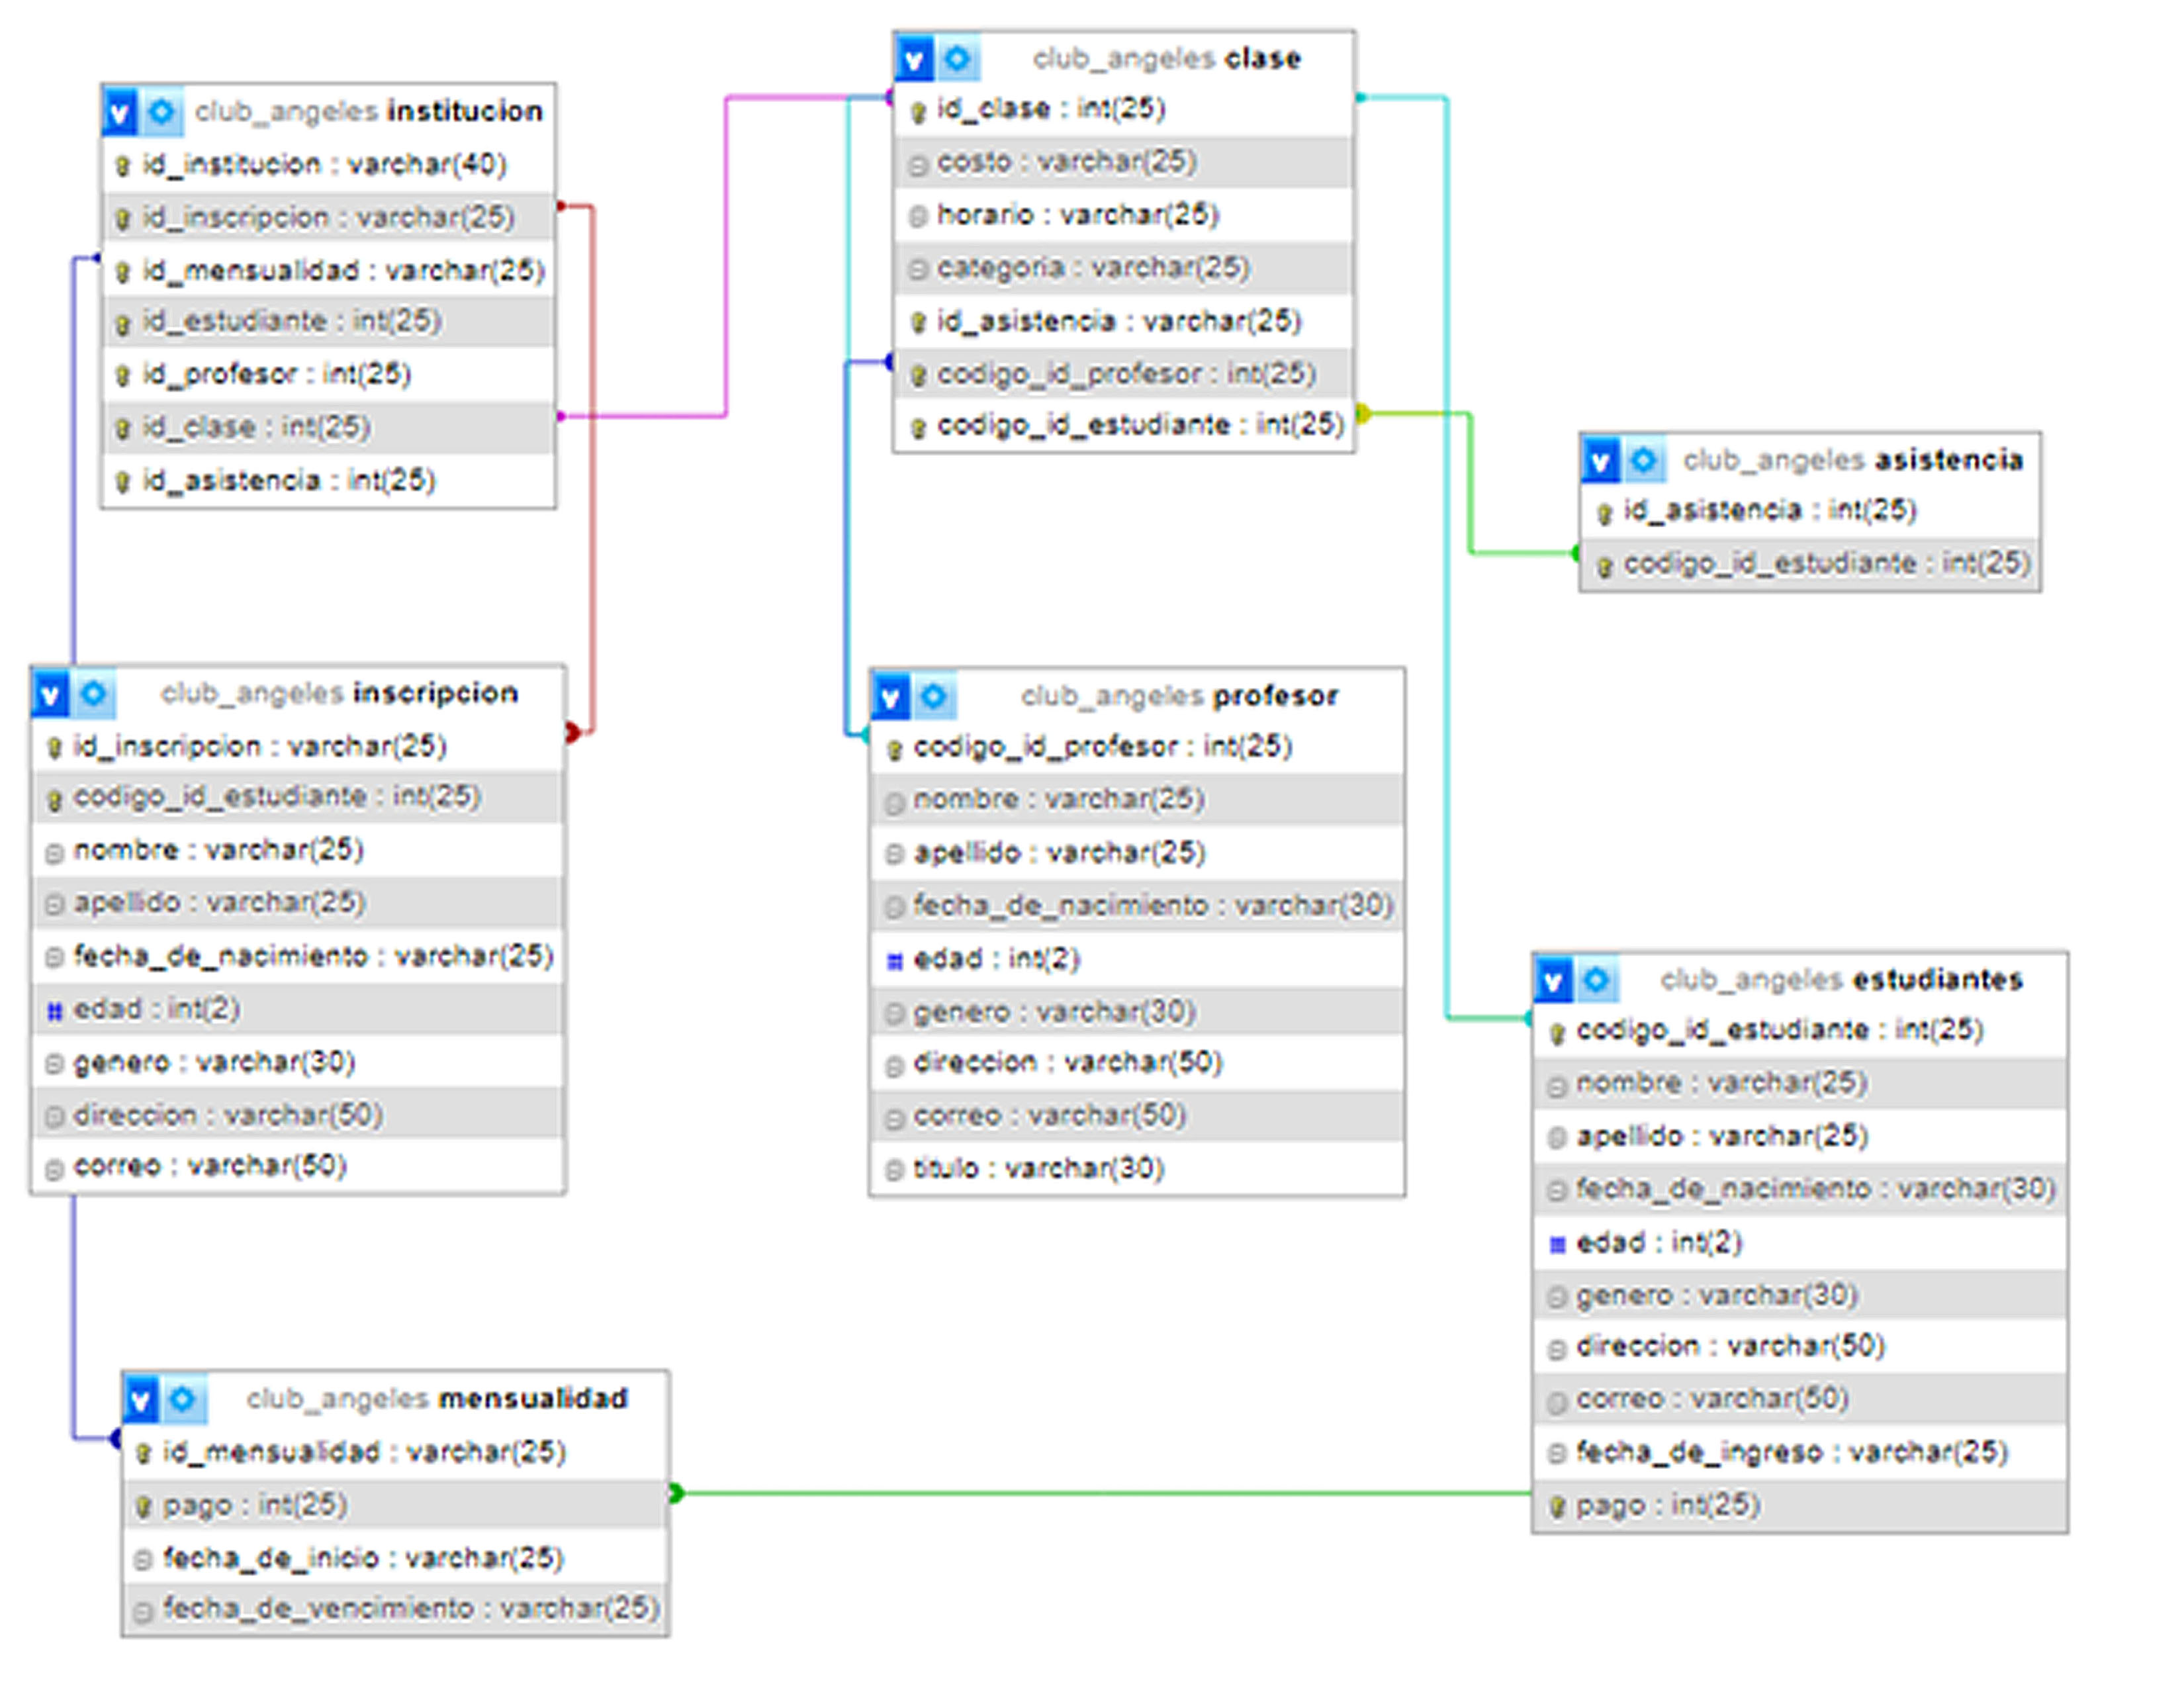 club_angeles institucion
id_institucion : varchar(40)
id_inscripcion : varchar(25)
id_mensualidad : varchar(25)
id_estudiante : int(25)
id_profesor : int(25)
id_clase : int(25)
id_asistencia : int(25)
club_angeles clase
id_clase : int(25)
costo : varchar(25)
horario : varchar(25)
categoria : varchar(25)
id_asistencia : varchar(25)
codigo_id_profesor : int(25)
codigo_id_estudiante : int(25)
club_angeles asistencia
id_asistencia : int(25)
codigo_id_estudiante : int(25)
club_angeles inscripcion
id_inscripcion : varchar(25)
codigo_id_estudiante : int(25)
nombre : varchar(25)
apellido : varchar(25)
fecha_de_nacimiento : varchar(25)
edad : int(2)
genero : varchar(30)
direccion : varchar(50)
correo : varchar(50)
club_angeles profesor
codigo_id_profesor : int(25)
nombre : varchar(25)
apellido : varchar(25)
fecha_de_nacimiento : varchar(30)
edad : int(2)
genero : varchar(30)
direccion : varchar(50)
correo : varchar(50)
titulo : varchar(30)
club_angeles estudiantes
codigo_id_estudiante : int(25)
nombre : varchar(25)
apellido : varchar(25)
fecha_de_nacimiento : varchar(30)
edad : int(2)
genero : varchar(30)
direccion : varchar(50)
correo : varchar(50)
fecha_de_ingreso : varchar(25)
pago : int(25)
club_angeles mensualidad
id_mensualidad : varchar(25)
pago : int(25)
fecha_de_inicio : varchar(25)
fecha_de_vencimiento : varchar(25)